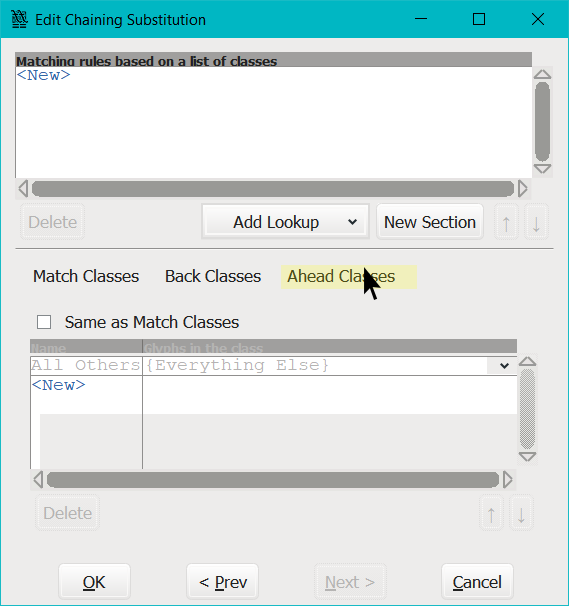 Edit Chaining Substitution
Matching rules based on a list of classes
<New>
Delete
Add Lookup
New Section
↑
↓
Match Classes
Back Classes
Ahead Classes
Same as Match Classes
Name
Glyphs in the class
All Others
{Everything Else}
<New>
Delete
↑
↓
OK
< Prev
Next >
Cancel